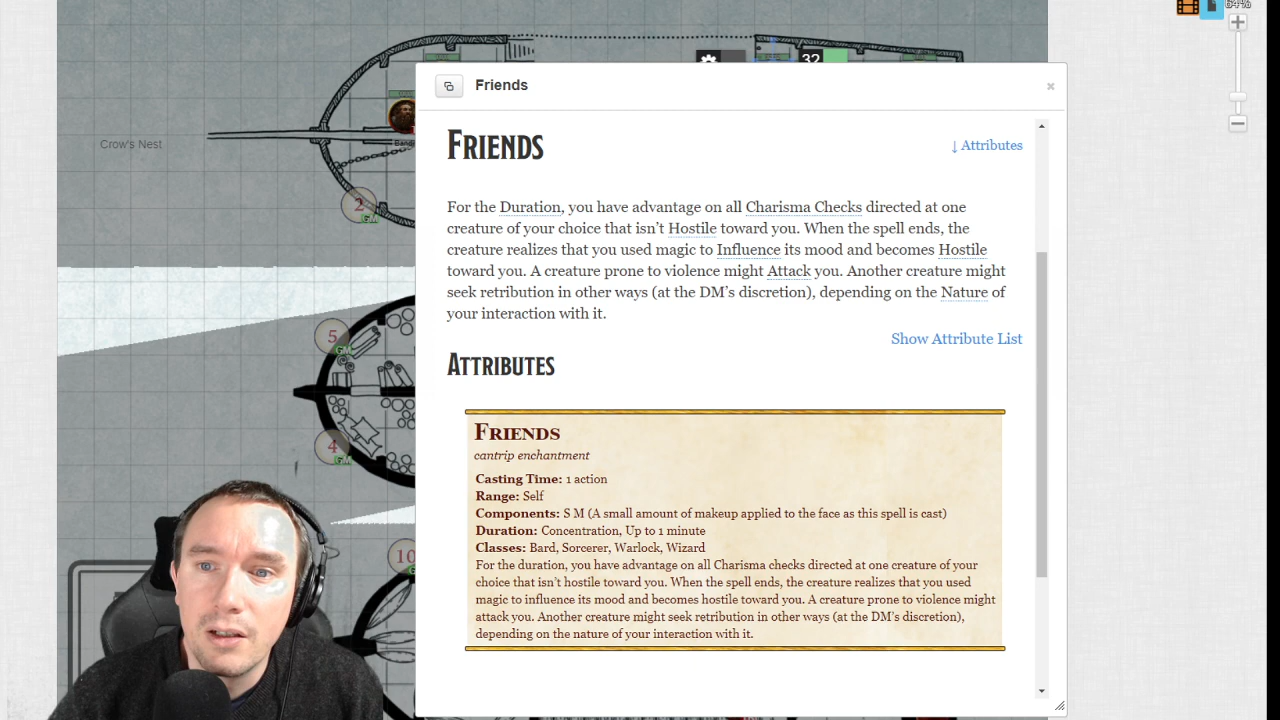 64%
32
Friends
Crow's Nest
FRIENDS
↓ Attributes
For the Duration, you have advantage on all Charisma Checks directed at one
creature of your choice that isn't Hostile toward you. When the spell ends, the
creature realizes that you used magic to Influence its mood and becomes Hostile
toward you. A creature prone to violence might Attack you. Another creature might
seek retribution in other ways (at the DM's discretion), depending on the Nature of
your interaction with it.
Show Attribute List
ATTRIBUTES
FRIENDS
cantrip enchantment
Casting Time: 1 action
Range: Self
Components: S M (A small amount of makeup applied to the face as this spell is cast)
Duration: Concentration, Up to 1 minute
Classes: Bard, Sorcerer, Warlock, Wizard
For the duration, you have advantage on all Charisma checks directed at one creature of your
choice that isn't hostile toward you. When the spell ends, the creature realizes that you used
magic to influence its mood and becomes hostile toward you. A creature prone to violence might
attack you. Another creature might seek retribution in other ways (at the DM's discretion),
depending on the nature of your interaction with it.
2
GM
5
GM
4
GM
10